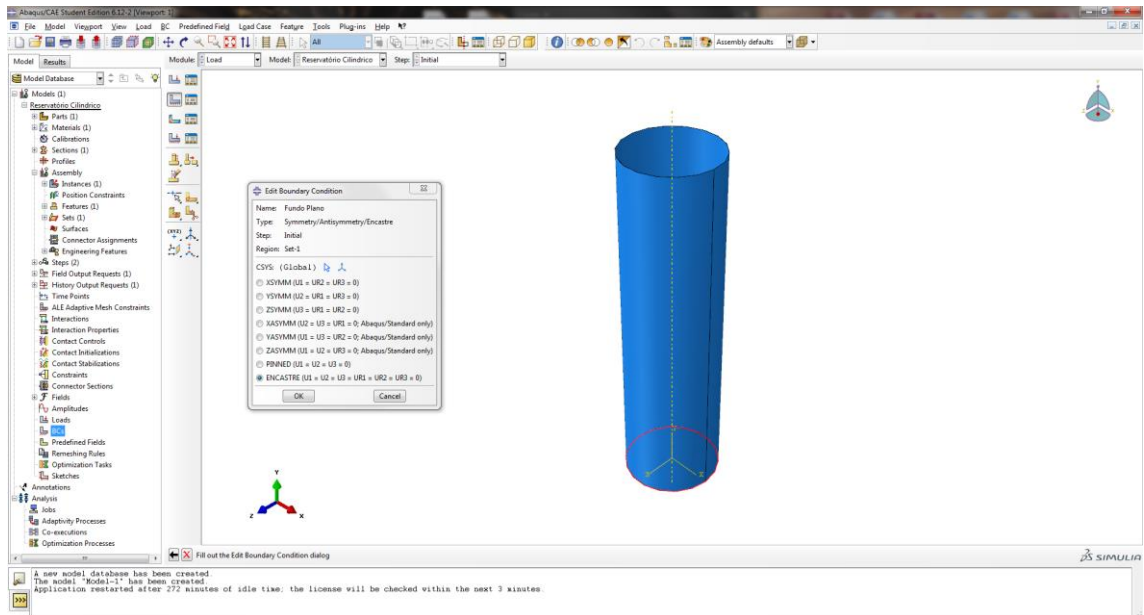 Abaqus/CAE Student Edition 6.12-2 [Viewport: 1]
File Model Viewport View Load BC Predefined Field Load Case Feature Tools Plug-ins Help
All Assembly defaults
Model Results
Module: Load Model: Reservatório Cilíndrico Step: Initial
Model Database
Models (1)
Reservatório Cilíndrico
Parts (1)
Materials (1)
Calibrations
Sections (1)
Profiles
Assembly
Instances (1)
Position Constraints
Features (1)
Sets (1)
Surfaces
Connector Assignments
Engineering Features
Steps (2)
Field Output Requests (1)
History Output Requests (1)
Time Points
ALE Adaptive Mesh Constraints
Interactions
Interaction Properties
Contact Controls
Contact Initializations
Contact Stabilizations
Constraints
Connector Sections
Fields
Amplitudes
Loads
BCs
Predefined Fields
Remeshing Rules
Optimization Tasks
Sketches
Annotations
Analysis
Jobs
Adaptivity Processes
Co-executions
Optimization Processes
Edit Boundary Condition
Name: Fundo Plano
Type: Symmetry/Antisymmetry/Encastre
Step: Initial
Region: Set-1
CSYS: (Global)
XSYMM (U1 = UR2 = UR3 = 0)
YSYMM (U2 = UR1 = UR3 = 0)
ZSYMM (U3 = UR1 = UR2 = 0)
XASYMM (U2 = U3 = UR1 = 0; Abaqus/Standard only)
YASYMM (U1 = U3 = UR2 = 0; Abaqus/Standard only)
ZASYMM (U1 = U2 = UR3 = 0; Abaqus/Standard only)
PINNED (U1 = U2 = U3 = 0)
ENCASTRE (U1 = U2 = U3 = UR1 = UR2 = UR3 = 0)
OK Cancel
Y
Z X
Fill out the Edit Boundary Condition dialog
SIMULIA
A new model database has been created.
The model "Model-1" has been created.
Application restarted after 272 minutes of idle time; the license will be checked within the next 3 minutes.